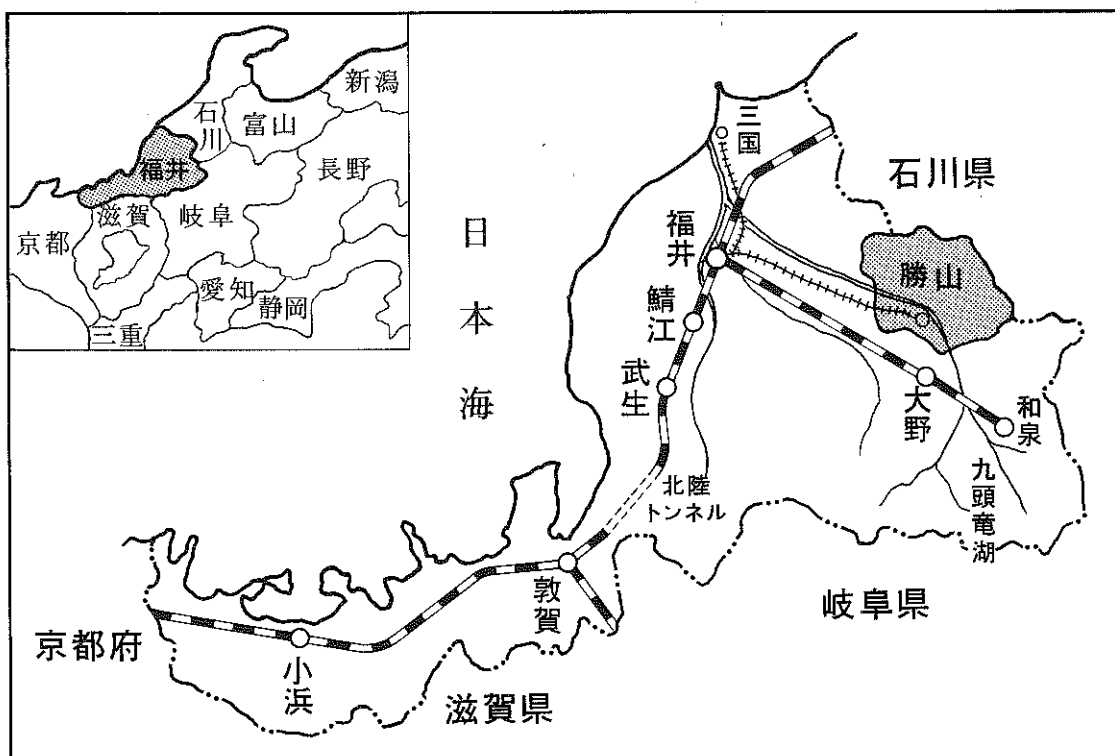 新潟
石川
富山
福井
長野
滋賀
岐阜
京都
愛知
静岡
三重
日本海
三国
石川県
福井
勝山
鯖江
武生
大野
和泉
北陸
トンネル
九頭竜湖
敦賀
岐阜県
京都府
小浜
滋賀県